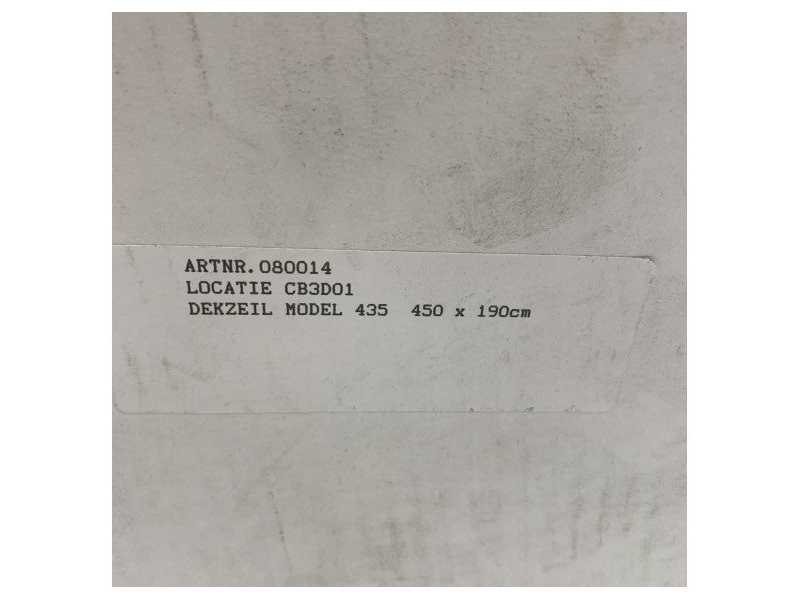 ARTNR.080014
LOCATIE CB3D01
DEKZEIL MODEL 435  450 x 190cm